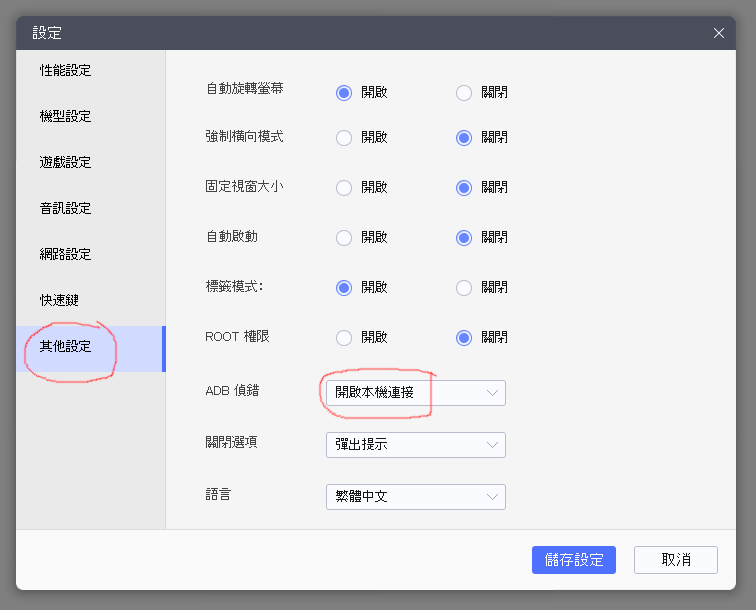 設定
性能設定
機型設定
遊戲設定
音訊設定
網路設定
快速鍵
其他設定
自動旋轉螢幕 開啟 關閉
強制橫向模式 開啟 關閉
固定視窗大小 開啟 關閉
自動啟動 開啟 關閉
標籤模式: 開啟 關閉
ROOT 權限 開啟 關閉
ADB 偵錯 開啟本機連接
關閉選項 彈出提示
語言 繁體中文
儲存設定 取消